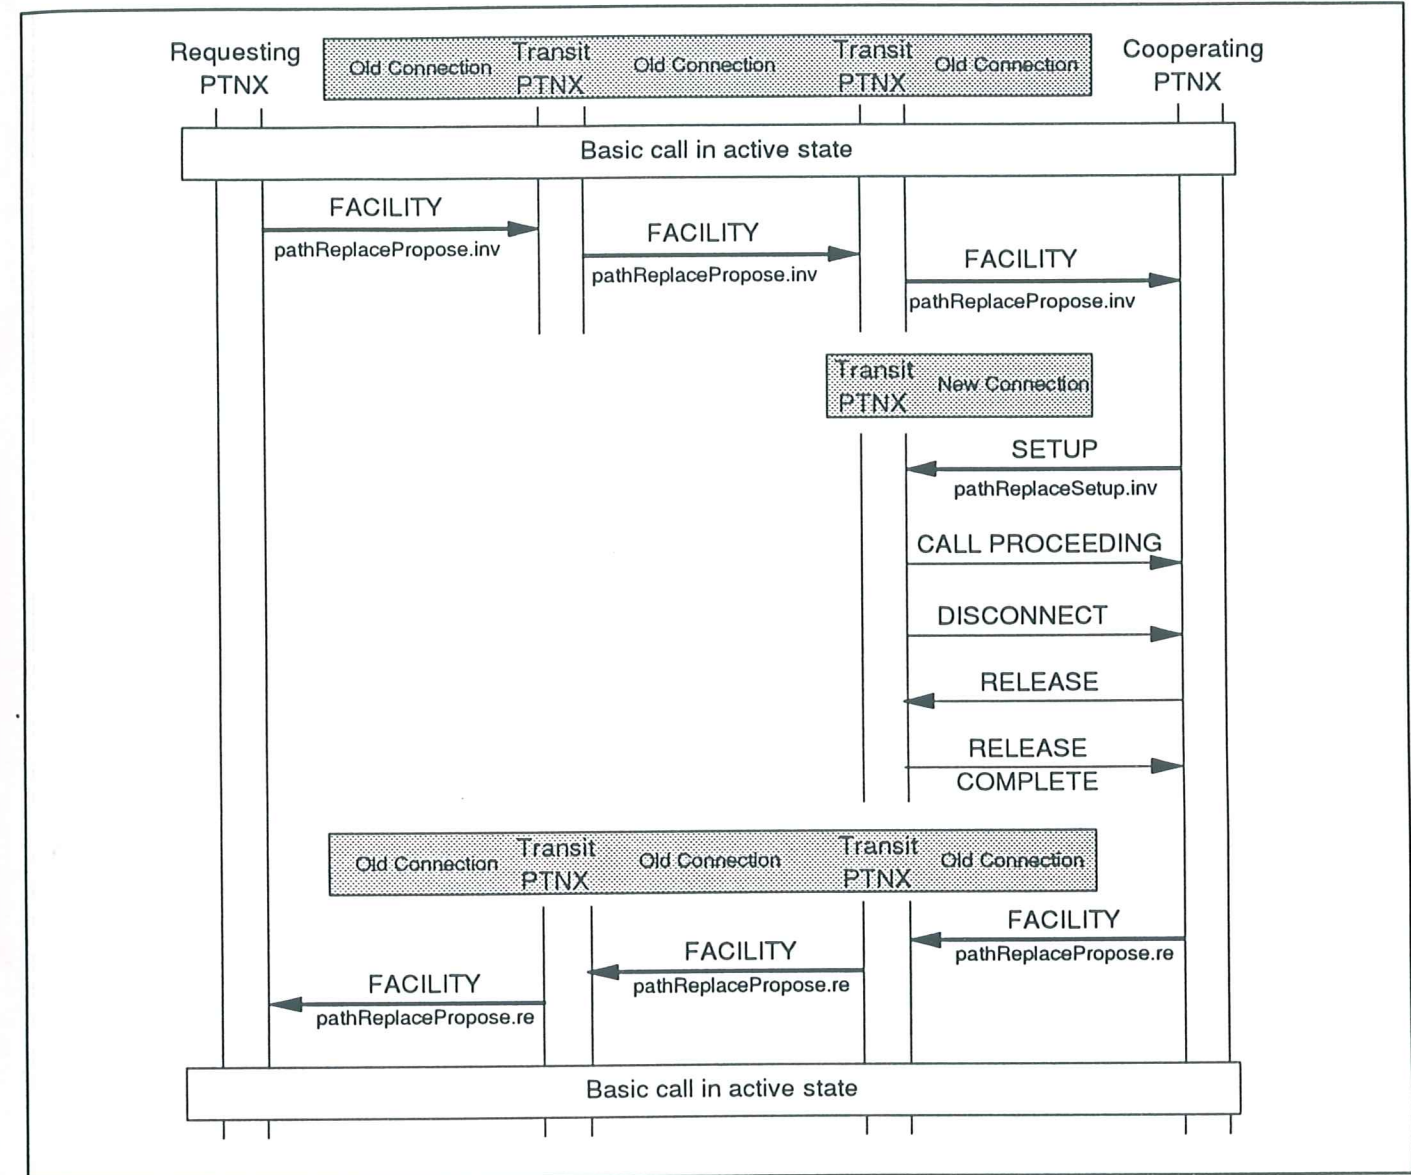 Requesting PTNX
Old Connection
Transit PTNX
Old Connection
Transit PTNX
Old Connection
Cooperating PTNX
Basic call in active state
FACILITY
pathReplacePropose.inv
FACILITY
pathReplacePropose.inv
FACILITY
pathReplacePropose.inv
Transit PTNX
New Connection
SETUP
pathReplaceSetup.inv
CALL PROCEEDING
DISCONNECT
RELEASE
RELEASE
COMPLETE
Old Connection
Transit PTNX
Old Connection
Transit PTNX
Old Connection
FACILITY
pathReplacePropose.re
FACILITY
pathReplacePropose.re
FACILITY
pathReplacePropose.re
Basic call in active state